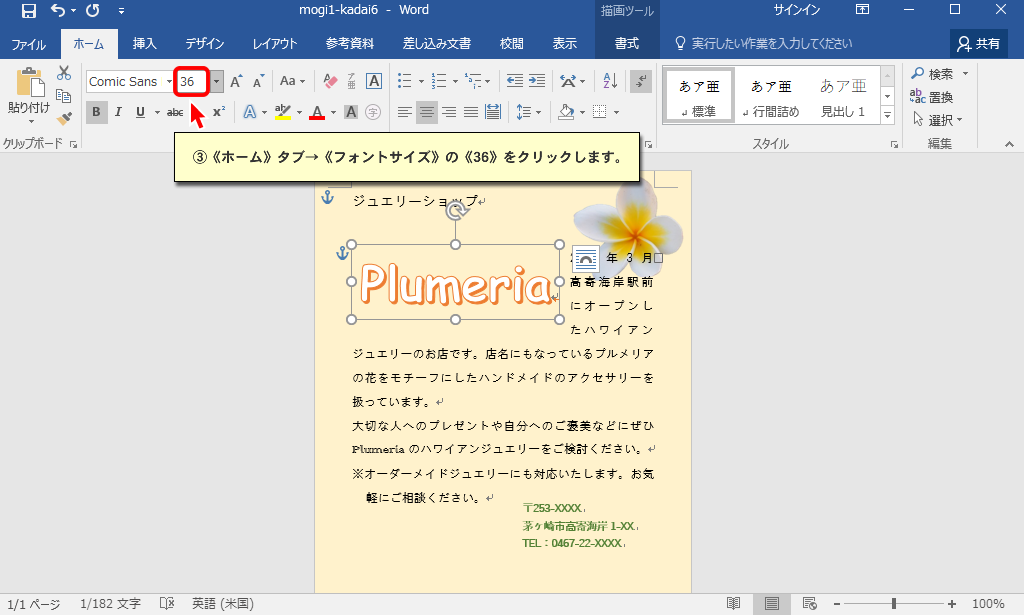 mogi1-kadai6 - Word
描画ツール
サインイン
ファイル ホーム 挿入 デザイン レイアウト 参考資料 差し込み文書 校閲 表示 書式 実行したい作業を入力してください 共有
貼り付け
クリップボード
Comic Sans 36 A A Aa A
B I U abc x² A ab A A 字
あア亜 あア亜 あア亜
標準 行間詰め 見出し 1
スタイル
検索
置換
選択
編集
③《ホーム》タブ→《フォントサイズ》の《36》をクリックします。
ジュエリーショップ
Plumeria
年 3 月
高寄海岸駅前
にオープンし
たハワイアン
ジュエリーのお店です。店名にもなっているプルメリア
の花をモチーフにしたハンドメイドのアクセサリーを
扱っています。
大切な人へのプレゼントや自分へのご褒美などにぜひ
Plumeria のハワイアンジュエリーをご検討ください。
※オーダーメイドジュエリーにも対応いたします。お気
軽にご相談ください。
〒253-XXXX
茅ヶ崎市高寄海岸 1-XX
TEL：0467-22-XXXX
1/1 ページ 1/182 文字 英語 (米国) 100%